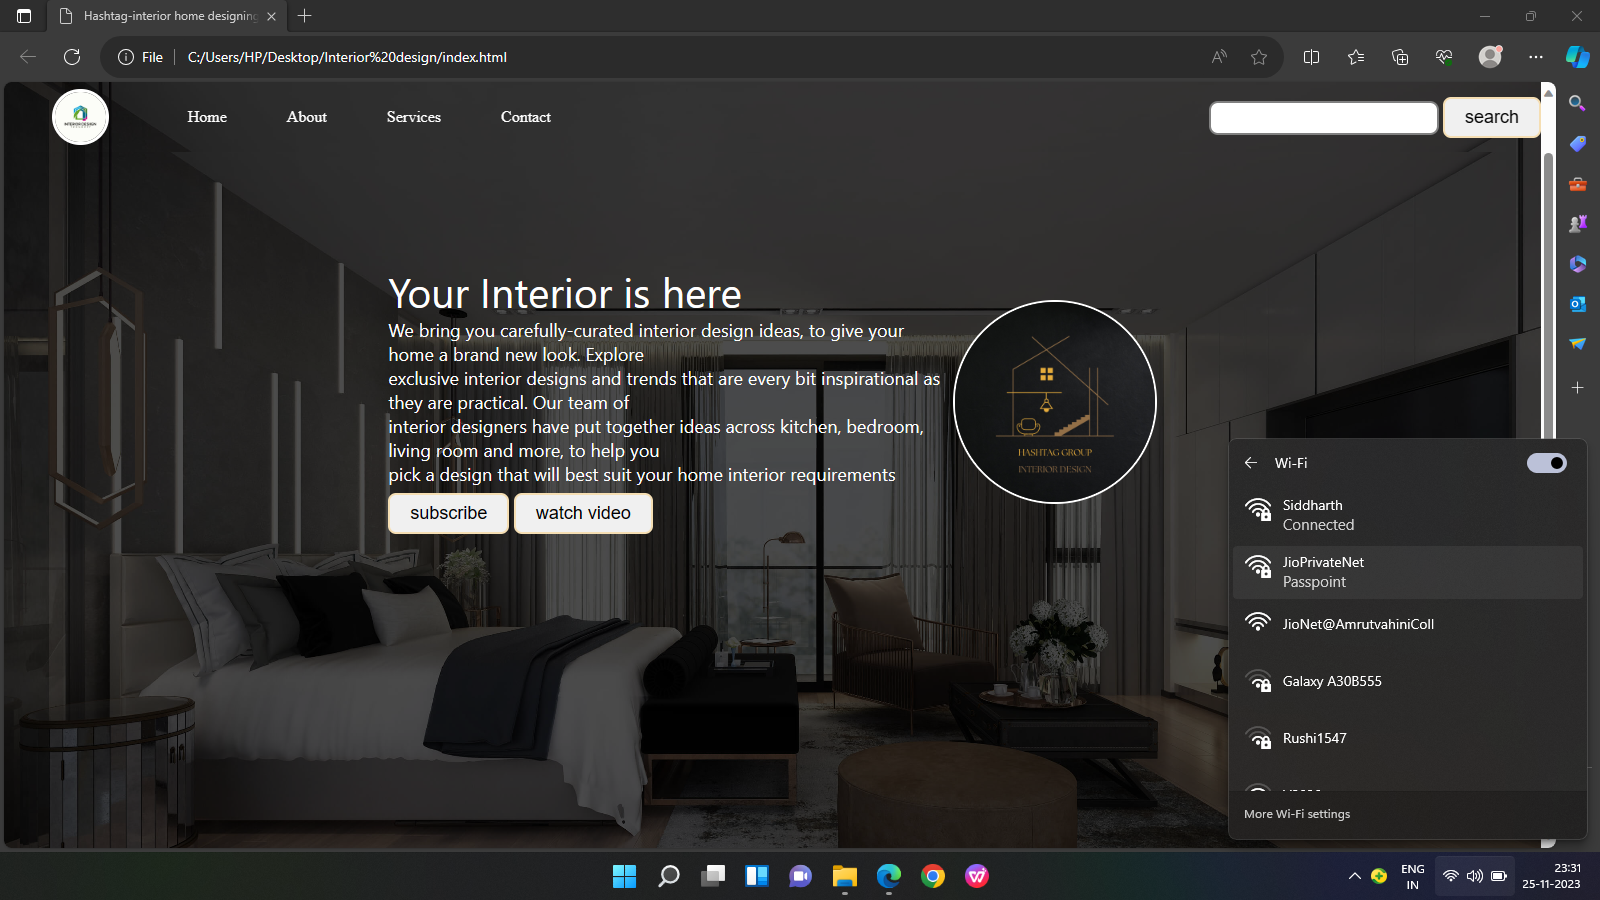 Hashtag-interior home designing
File
C:/Users/HP/Desktop/Interior%20design/index.html
INTERIOR DESIGN
Home
About
Services
Contact
search
Your Interior is here
We bring you carefully-curated interior design ideas, to give your
home a brand new look. Explore
exclusive interior designs and trends that are every bit inspirational as
they are practical. Our team of
interior designers have put together ideas across kitchen, bedroom,
living room and more, to help you
pick a design that will best suit your home interior requirements
subscribe
watch video
HASHTAG GROUP
INTERIOR DESIGN
Wi-Fi
Siddharth
Connected
JioPrivateNet
Passpoint
JioNet@AmrutvahiniColl
Galaxy A30B555
Rushi1547
More Wi-Fi settings
ENG
IN
23:31
25-11-2023